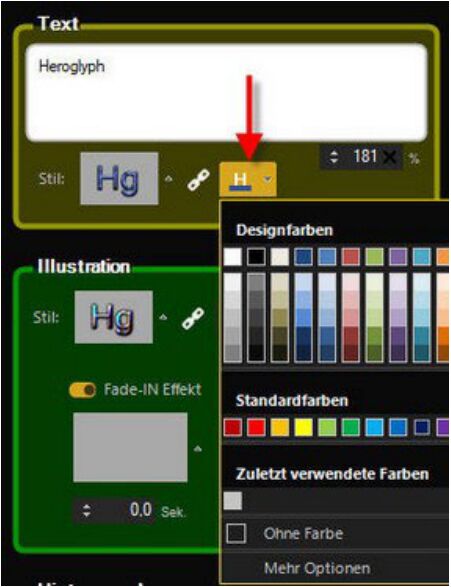 Text
Heroglyph
181 %
Stil: Hg H
Designfarben
Illustration
Stil: Hg
Fade-IN Effekt
Standardfarben
Zuletzt verwendete Farben
0,0 Sek.
Ohne Farbe
Mehr Optionen